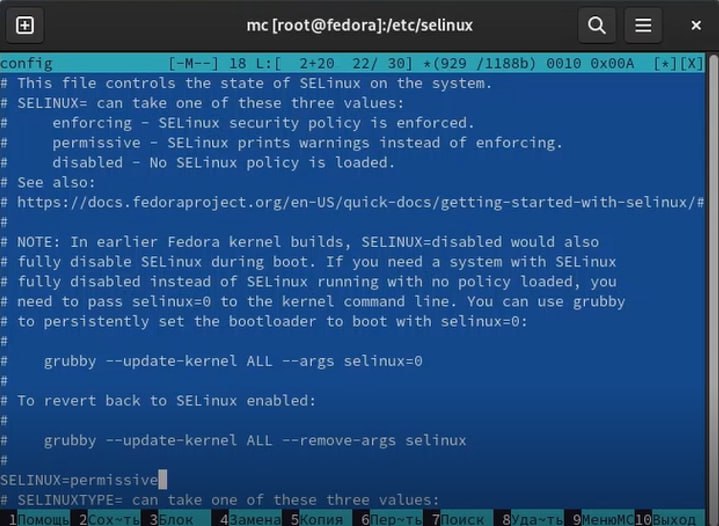 mc [root@fedora]:/etc/selinux
config [-M--] 18 L:[ 2+20 22/ 30] *(929 /1188b) 0010 0x00A [*][X]
# This file controls the state of SELinux on the system.
# SELINUX= can take one of these three values:
#     enforcing - SELinux security policy is enforced.
#     permissive - SELinux prints warnings instead of enforcing.
#     disabled - No SELinux policy is loaded.
# See also:
# https://docs.fedoraproject.org/en-US/quick-docs/getting-started-with-selinux/#
#
# NOTE: In earlier Fedora kernel builds, SELINUX=disabled would also
# fully disable SELinux during boot. If you need a system with SELinux
# fully disabled instead of SELinux running with no policy loaded, you
# need to pass selinux=0 to the kernel command line. You can use grubby
# to persistently set the bootloader to boot with selinux=0:
#
#    grubby --update-kernel ALL --args selinux=0
#
# To revert back to SELinux enabled:
#
#    grubby --update-kernel ALL --remove-args selinux
#
SELINUX=permissive
# SELINUXTYPE= can take one of these three values:
1Помощь 2Сох~ть 3Блок 4Замена 5Копия 6Пер~ть 7Поиск 8Уда~ть 9МенюMC 10Выход